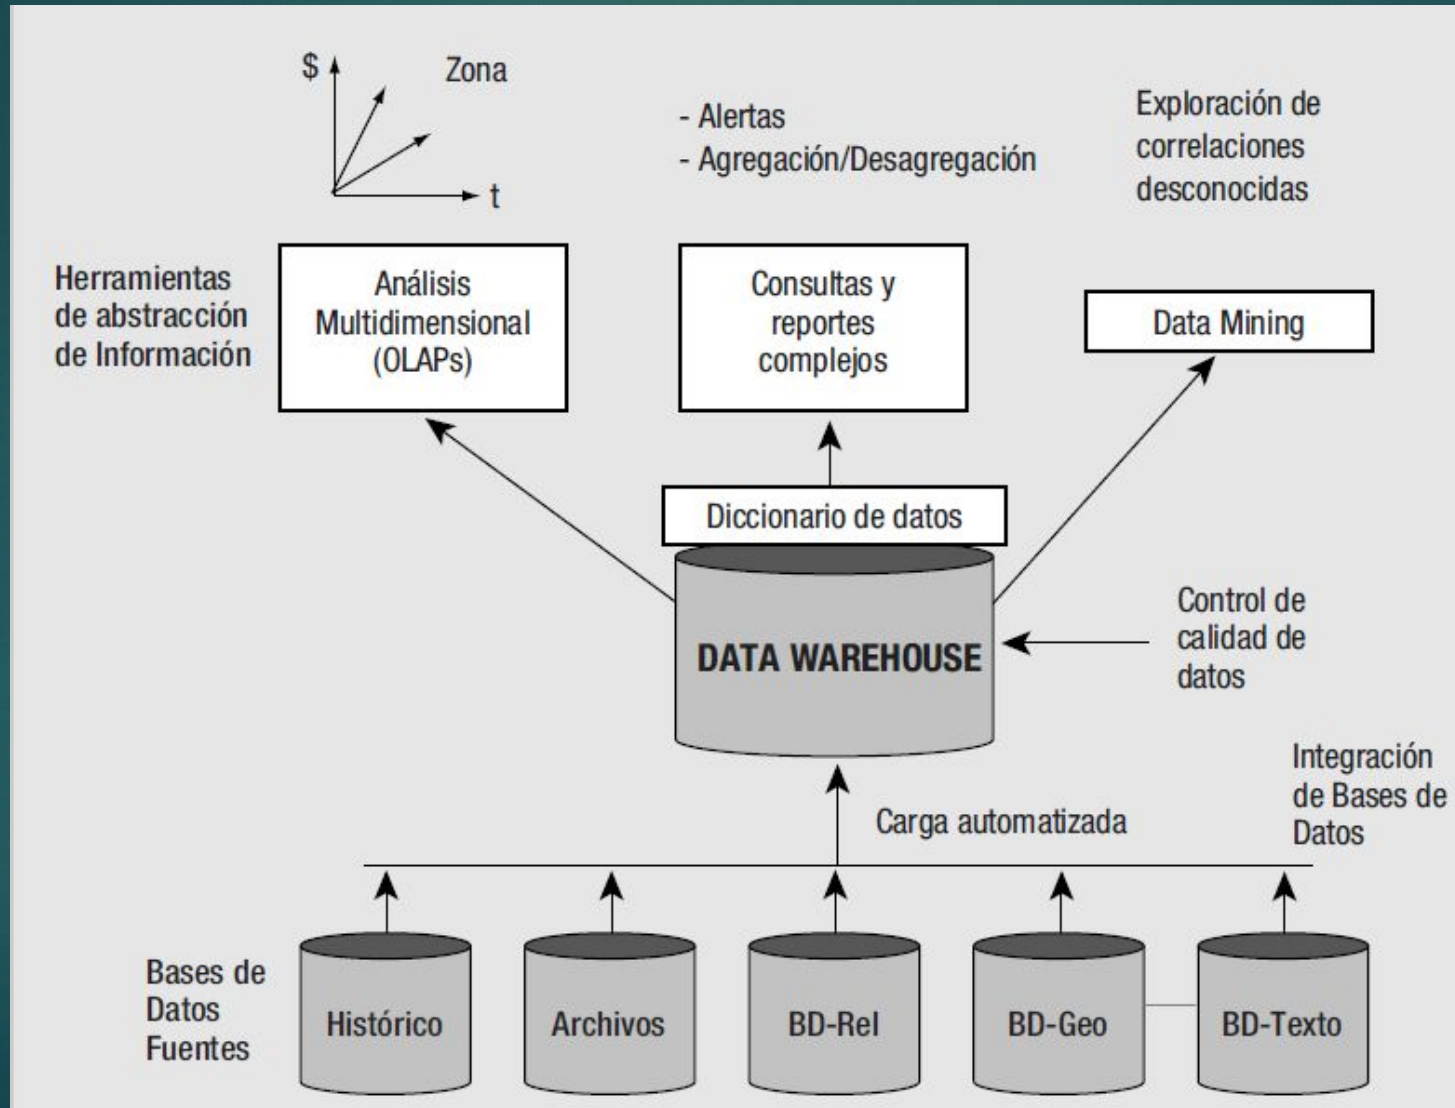 $
Zona
t
- Alertas
- Agregación/Desagregación
Exploración de
correlaciones
desconocidas
Herramientas
de abstracción
de Información
Análisis
Multidimensional
(OLAPs)
Consultas y
reportes
complejos
Data Mining
Diccionario de datos
DATA WAREHOUSE
Control de
calidad de
datos
Integración
de Bases de
Datos
Carga automatizada
Bases de
Datos
Fuentes
Histórico
Archivos
BD-Rel
BD-Geo
BD-Texto